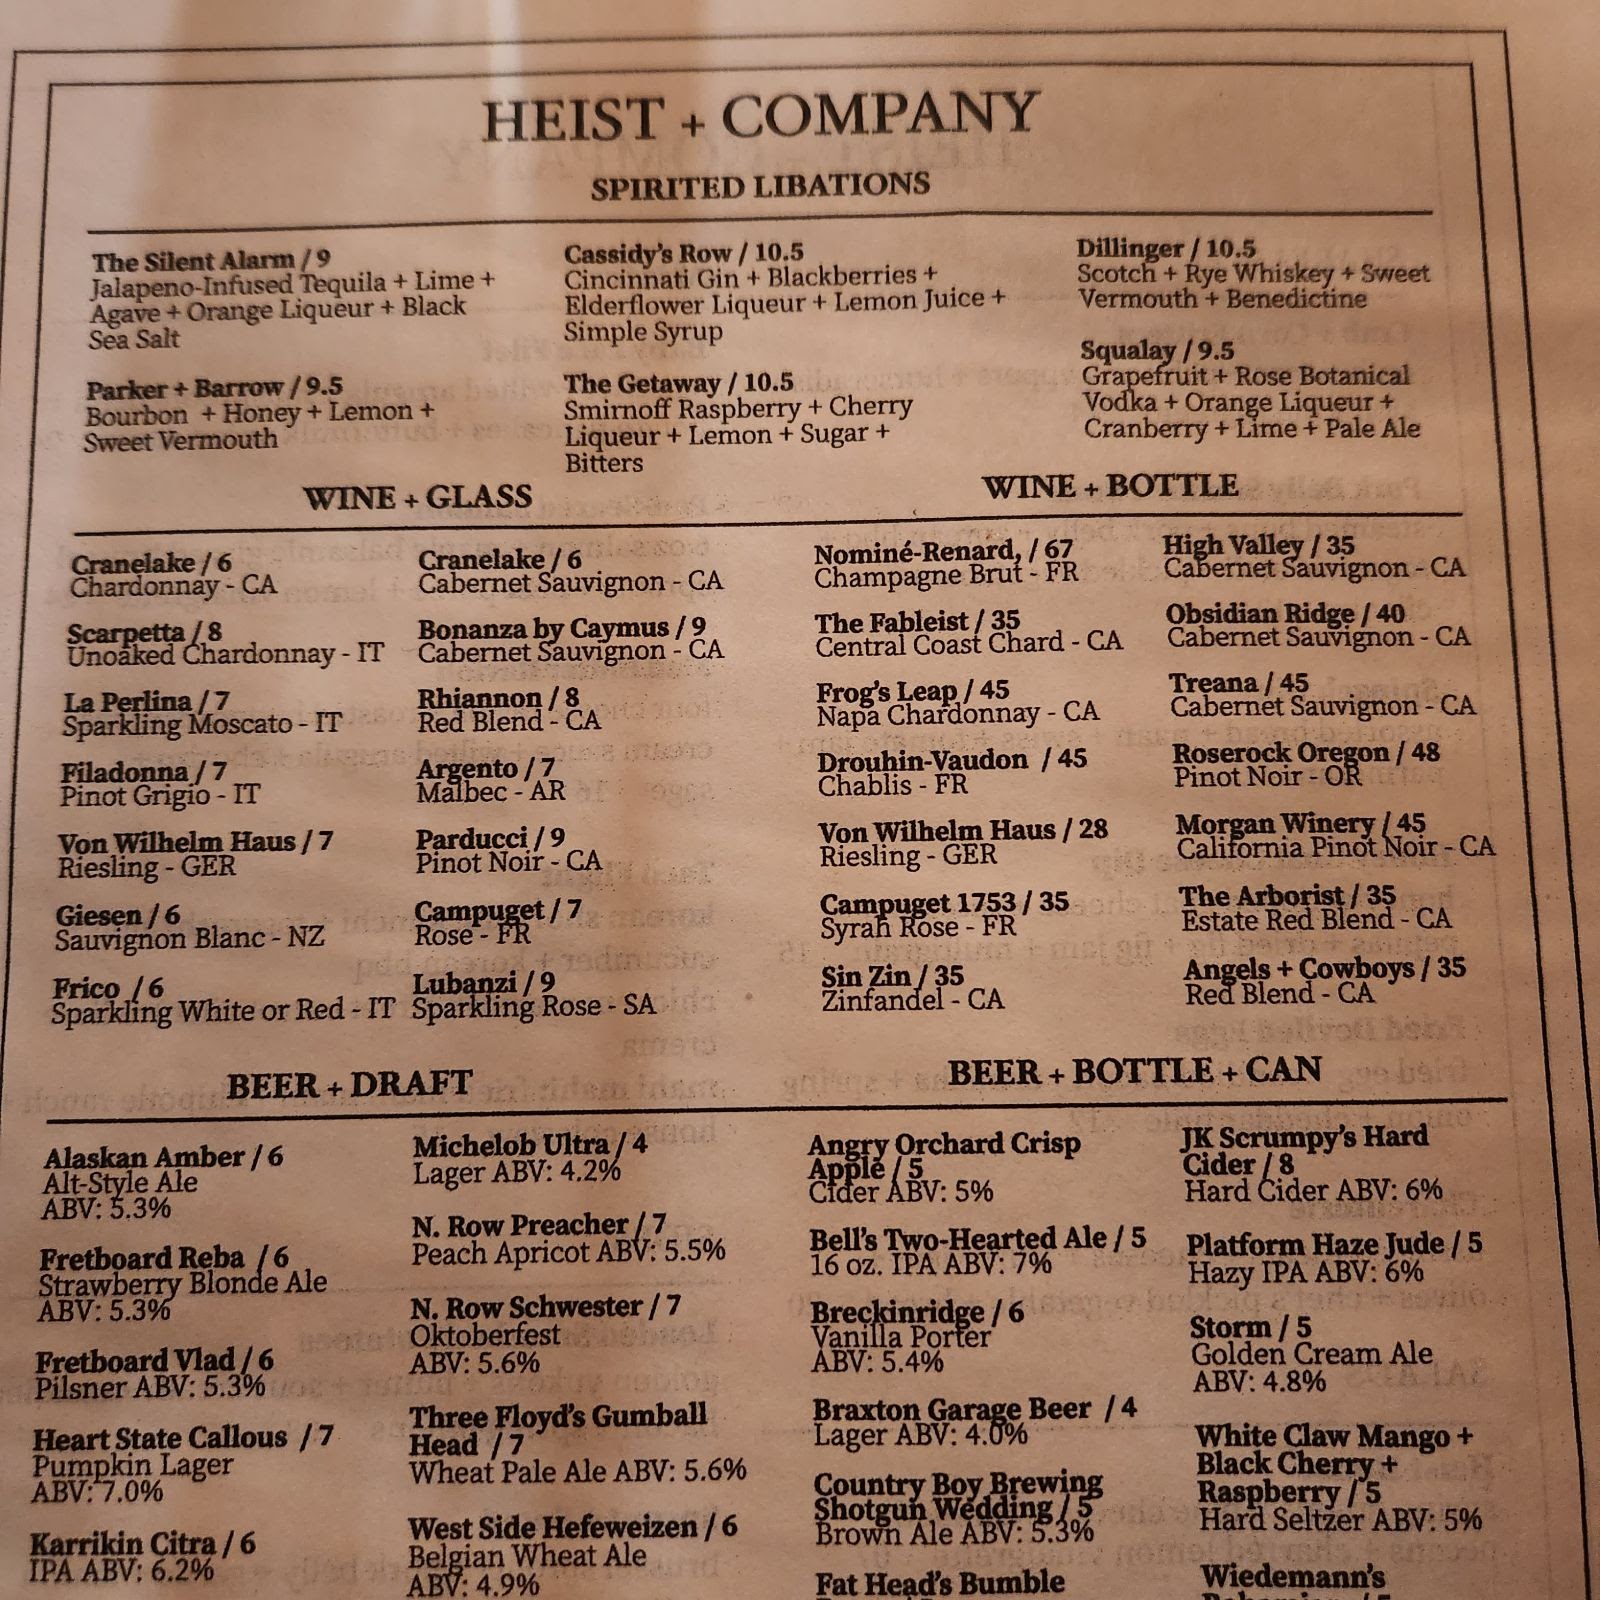 HEIST + COMPANY
SPIRITED LIBATIONS
The Silent Alarm / 9
Jalapeno-Infused Tequila + Lime +
Agave + Orange Liqueur + Black
Sea Salt
Parker + Barrow / 9.5
Bourbon + Honey + Lemon +
Sweet Vermouth
Cassidy's Row / 10.5
Cincinnati Gin + Blackberries +
Elderflower Liqueur + Lemon Juice +
Simple Syrup
The Getaway / 10.5
Smirnoff Raspberry + Cherry
Liqueur + Lemon + Sugar +
Bitters
Dillinger / 10.5
Scotch + Rye Whiskey + Sweet
Vermouth + Benedictine
Squalay / 9.5
Grapefruit + Rose Botanical
Vodka + Orange Liqueur +
Cranberry + Lime + Pale Ale
WINE + GLASS
Cranelake / 6
Chardonnay - CA
Scarpetta / 8
Unoaked Chardonnay - IT
La Perlina / 7
Sparkling Moscato - IT
Filadonna / 7
Pinot Grigio - IT
Von Wilhelm Haus / 7
Riesling - GER
Giesen / 6
Sauvignon Blanc - NZ
Frico / 6
Sparkling White or Red - IT
Cranelake / 6
Cabernet Sauvignon - CA
Bonanza by Caymus / 9
Cabernet Sauvignon - CA
Rhiannon / 8
Red Blend - CA
Argento / 7
Malbec - AR
Parducci / 9
Pinot Noir - CA
Campuget / 7
Rose - FR
Lubanzi / 9
Sparkling Rose - SA
WINE + BOTTLE
Nominé-Renard, / 67
Champagne Brut - FR
The Fableist / 35
Central Coast Chard - CA
Frog's Leap / 45
Napa Chardonnay - CA
Drouhin-Vaudon / 45
Chablis - FR
Von Wilhelm Haus / 28
Riesling - GER
Campuget 1753 / 35
Syrah Rose - FR
Sin Zin / 35
Zinfandel - CA
High Valley / 35
Cabernet Sauvignon - CA
Obsidian Ridge / 40
Cabernet Sauvignon - CA
Treana / 45
Cabernet Sauvignon - CA
Roserock Oregon / 48
Pinot Noir - OR
Morgan Winery / 45
California Pinot Noir - CA
The Arborist / 35
Estate Red Blend - CA
Angels + Cowboys / 35
Red Blend - CA
BEER + DRAFT
Alaskan Amber / 6
Alt-Style Ale
ABV: 5.3%
Fretboard Reba / 6
Strawberry Blonde Ale
ABV: 5.3%
Fretboard Vlad / 6
Pilsner ABV: 5.3%
Heart State Callous / 7
Pumpkin Lager
ABV: 7.0%
Karrikin Citra / 6
IPA ABV: 6.2%
Michelob Ultra / 4
Lager ABV: 4.2%
N. Row Preacher / 7
Peach Apricot ABV: 5.5%
N. Row Schwester / 7
Oktoberfest
ABV: 5.6%
Three Floyd's Gumball
Head / 7
Wheat Pale Ale ABV: 5.6%
West Side Hefeweizen / 6
Belgian Wheat Ale
ABV: 4.9%
BEER + BOTTLE + CAN
Angry Orchard Crisp
Apple / 5
Cider ABV: 5%
Bell's Two-Hearted Ale / 5
16 oz. IPA ABV: 7%
Breckinridge / 6
Vanilla Porter
ABV: 5.4%
Braxton Garage Beer / 4
Lager ABV: 4.0%
Country Boy Brewing
Shotgun Wedding / 5
Brown Ale ABV: 5.3%
Fat Head's Bumble
JK Scrumpy's Hard
Cider / 8
Hard Cider ABV: 6%
Platform Haze Jude / 5
Hazy IPA ABV: 6%
Storm / 5
Golden Cream Ale
ABV: 4.8%
White Claw Mango +
Black Cherry +
Raspberry / 5
Hard Seltzer ABV: 5%
Wiedemann's